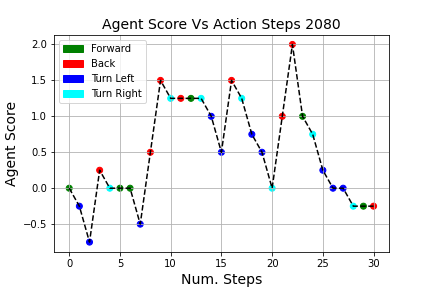 Agent Score Vs Action Steps 2080
Forward
Back
Turn Left
Turn Right
Agent Score
2.0
1.5
1.0
0.5
0.0
−0.5
0 5 10 15 20 25 30
Num. Steps